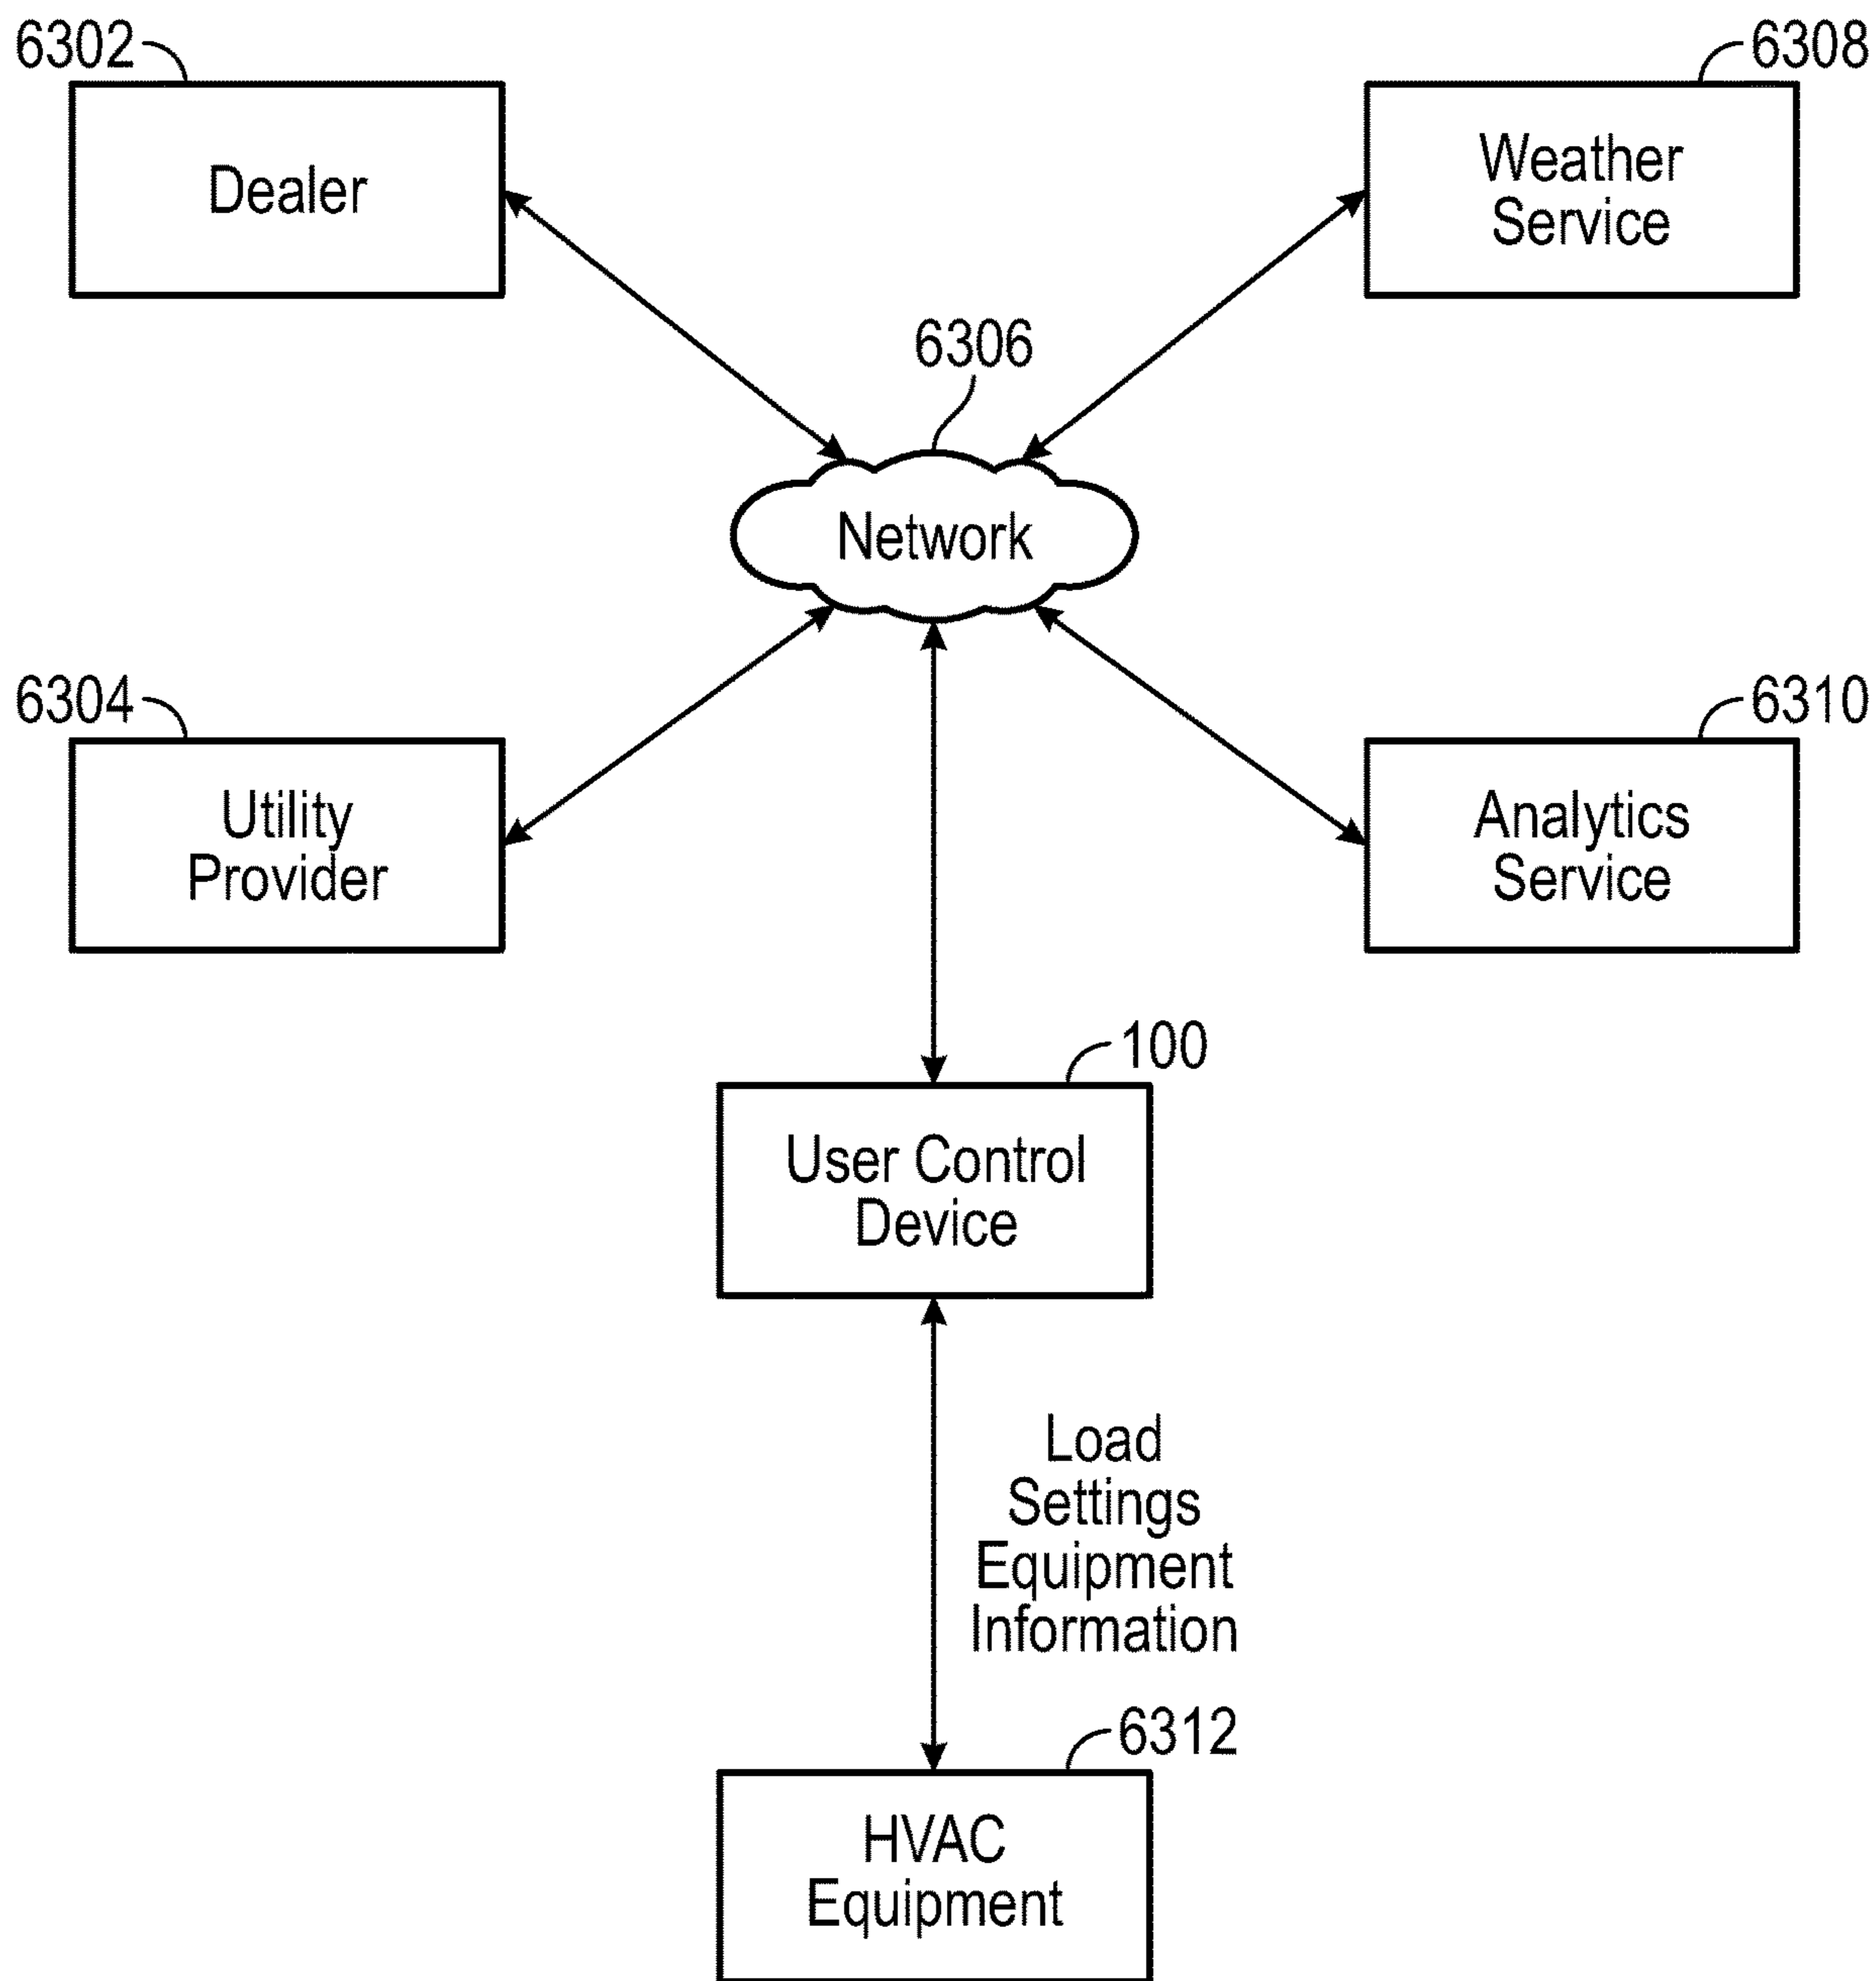 6302
Dealer
6308
Weather
Service
6306
Network
6304
Utility
Provider
6310
Analytics
Service
100
User Control
Device
Load
Settings
Equipment
Information
6312
HVAC
Equipment